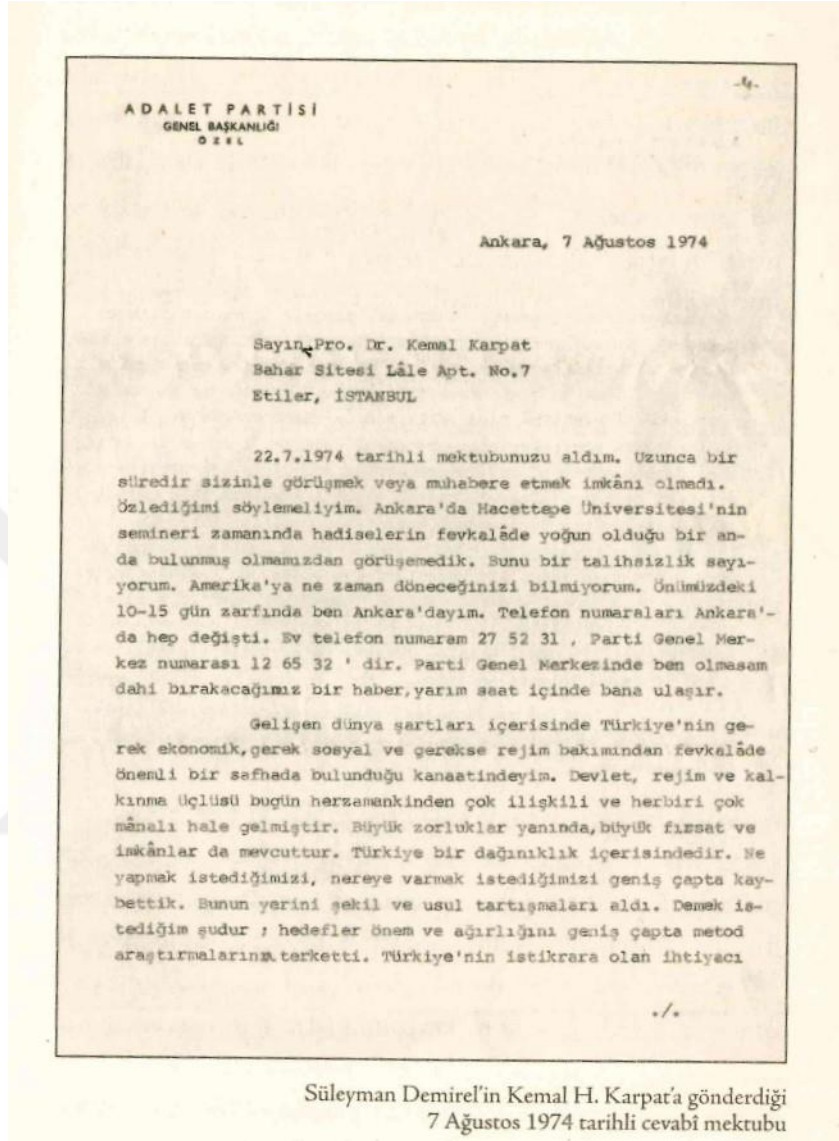 -4-
ADALET PARTİSİ
GENEL BAŞKANLIĞI
ÖZEL
Ankara, 7 Ağustos 1974
Sayın Pro. Dr. Kemal Karpat
Bahar Sitesi Lâle Apt. No.7
Etiler, İSTANBUL
22.7.1974 tarihli mektubunuzu aldım. Uzunca bir
süredir sizinle görüşmek veya muhabere etmek imkânı olmadı.
Özlediğimi söylemeliyim. Ankara'da Hacettepe Üniversitesi'nin
semineri zamanında hadiselerin fevkalâde yoğun olduğu bir an-
da bulunmuş olmamızdan görüşemedik. Bunu bir talihsizlik sayı-
yorum. Amerika'ya ne zaman döneceğinizi bilmiyorum. Önümüzdeki
10-15 gün zarfında ben Ankara'dayım. Telefon numaraları Ankara'-
da hep değişti. Ev telefon numaram 27 52 31 , Parti Genel Mer-
kez numarası 12 65 32 ' dir. Parti Genel Merkezinde ben olmasam
dahi bırakacağınız bir haber,yarım saat içinde bana ulaşır.
Gelişen dünya şartları içerisinde Türkiye'nin ge-
rek ekonomik,gerek sosyal ve gerekse rejim bakımından fevkalâde
önemli bir safhada bulunduğu kanaatindeyim. Devlet, rejim ve kal-
kınma üçlüsü bugün herzamankinden çok ilişkili ve herbiri çok
mânalı hale gelmiştir. Büyük zorluklar yanında,büyük fırsat ve
imkânlar da mevcuttur. Türkiye bir dağınıklık içerisindedir. Ne
yapmak istediğimizi, nereye varmak istediğimizi geniş çapta kay-
bettik. Bunun yerini şekil ve usul tartışmaları aldı. Demek is-
tediğim şudur ; hedefler önem ve ağırlığını geniş çapta metod
araştırmalarına terketti. Türkiye'nin istikrara olan ihtiyacı
./.
Süleyman Demirel'in Kemal H. Karpat'a gönderdiği
7 Ağustos 1974 tarihli cevabî mektubu